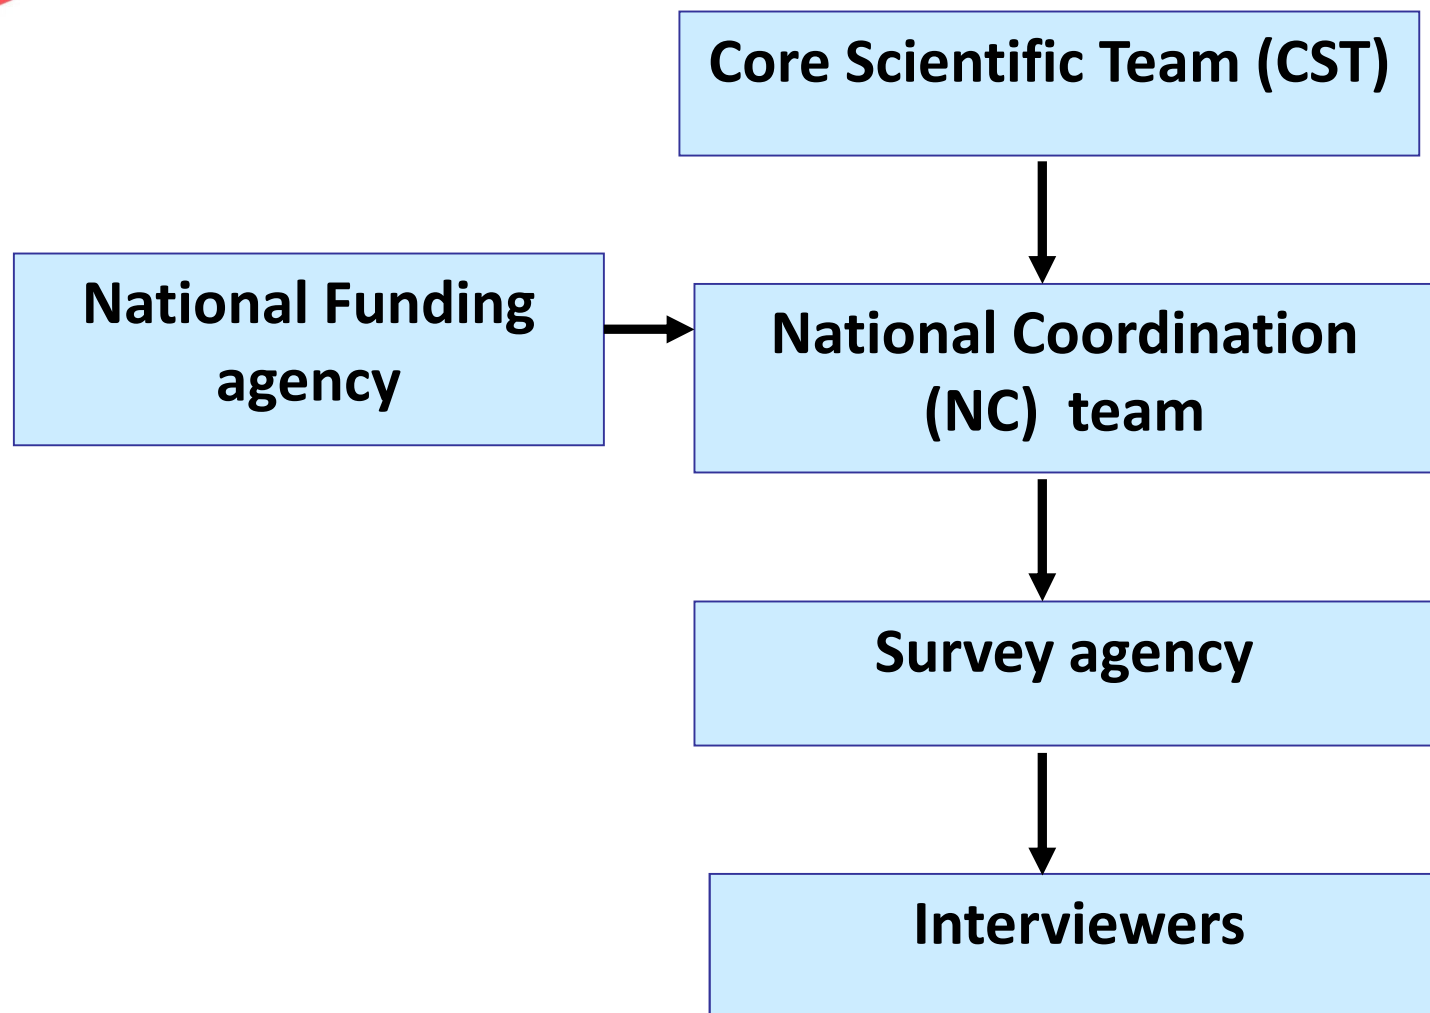 Core Scientific Team (CST)
National Funding
agency
National Coordination
(NC) team
Survey agency
Interviewers